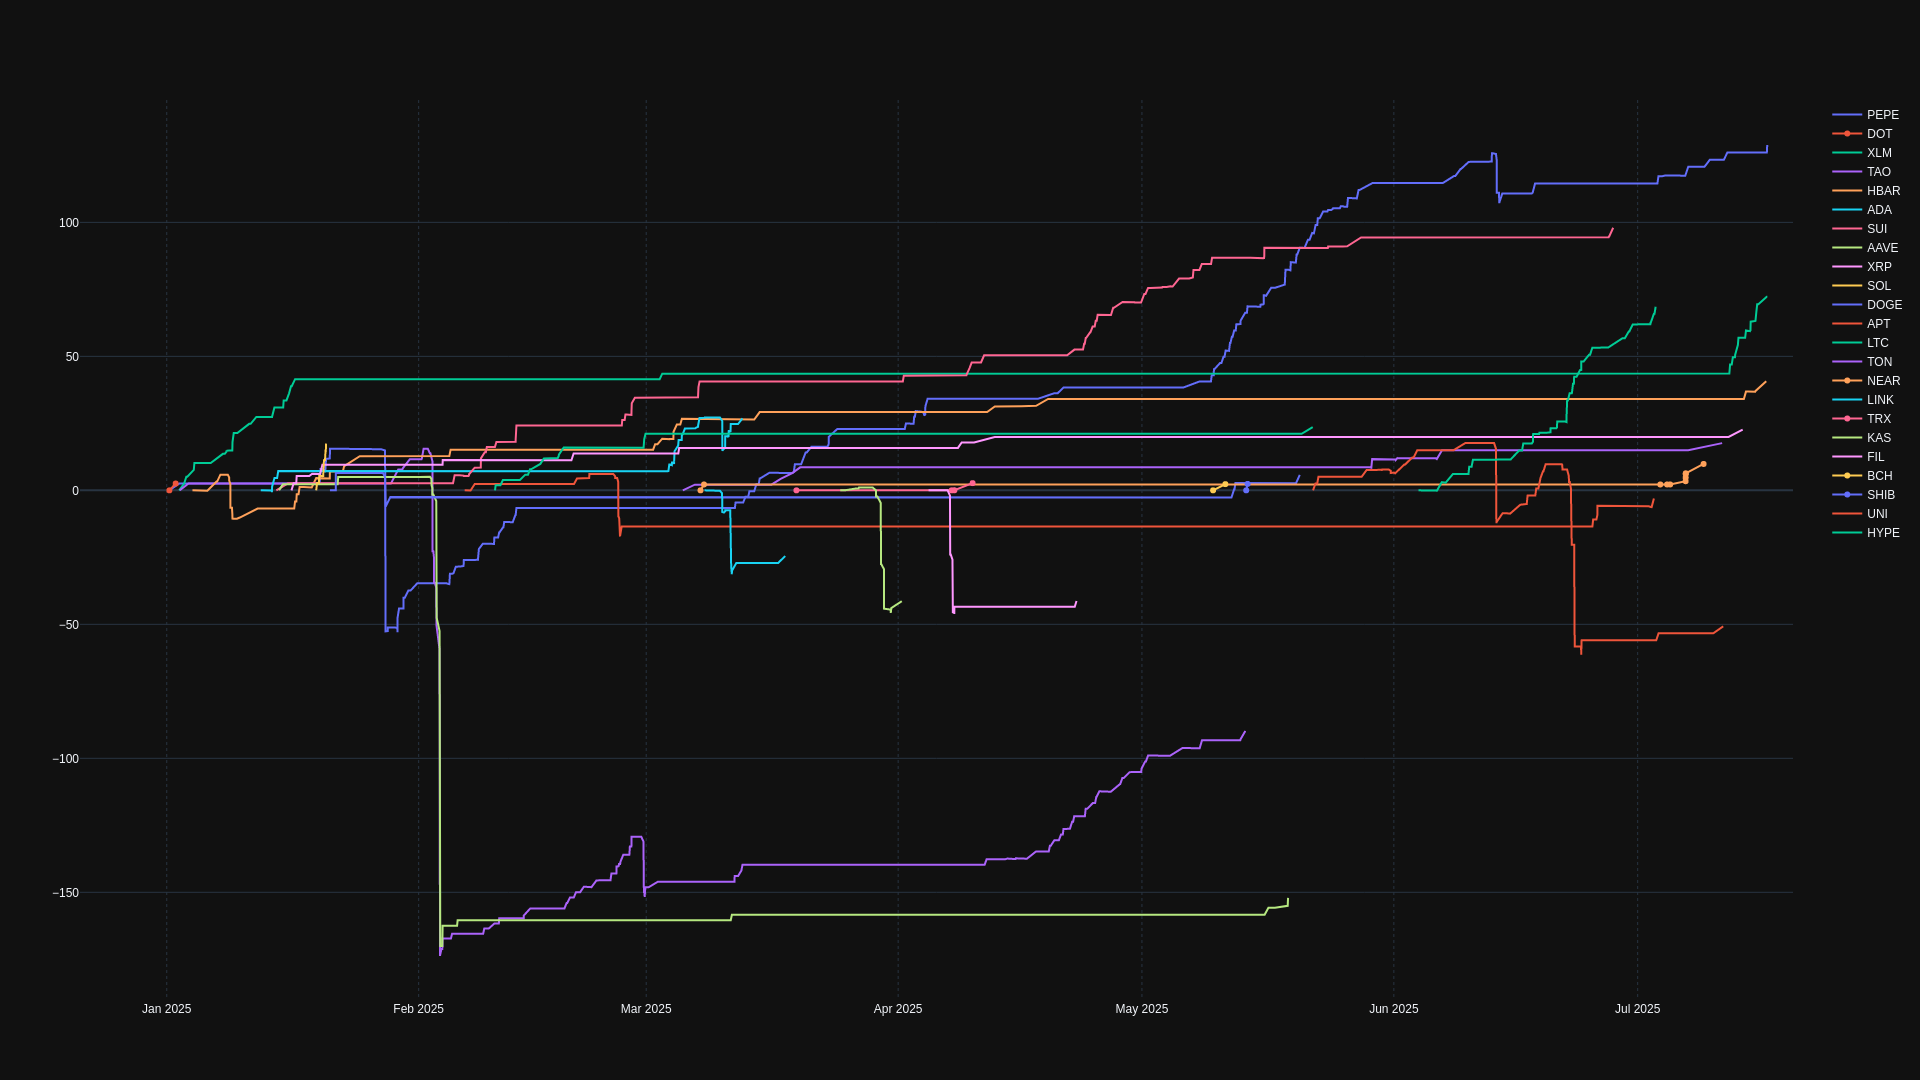 100
50
0
−50
−100
−150
Jan 2025
Feb 2025
Mar 2025
Apr 2025
May 2025
Jun 2025
Jul 2025
PEPE
DOT
XLM
TAO
HBAR
ADA
SUI
AAVE
XRP
SOL
DOGE
APT
LTC
TON
NEAR
LINK
TRX
KAS
FIL
BCH
SHIB
UNI
HYPE